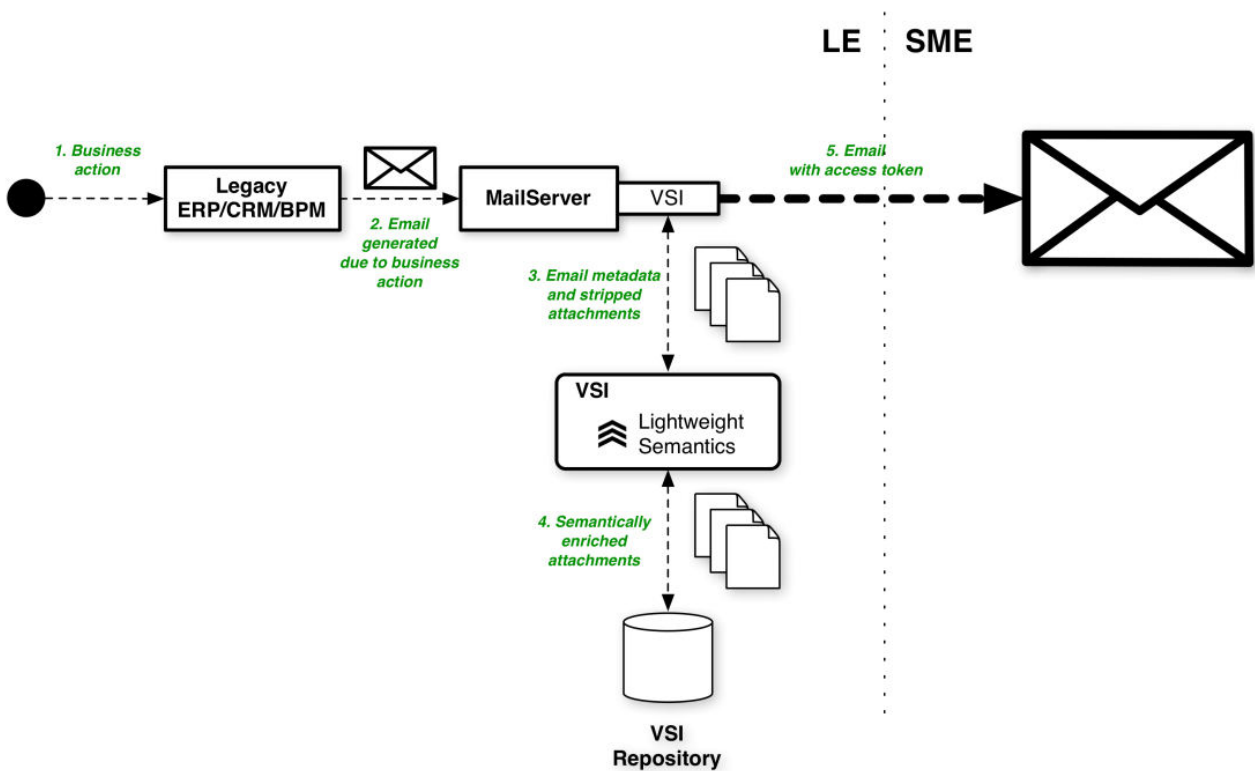 LE
SME
1. Business
action
Legacy
ERP/CRM/BPM
2. Email
generated
due to business
action
MailServer
VSI
5. Email
with access token
3. Email metadata
and stripped
attachments
VSI
Lightweight
Semantics
4. Semantically
enriched
attachments
VSI
Repository